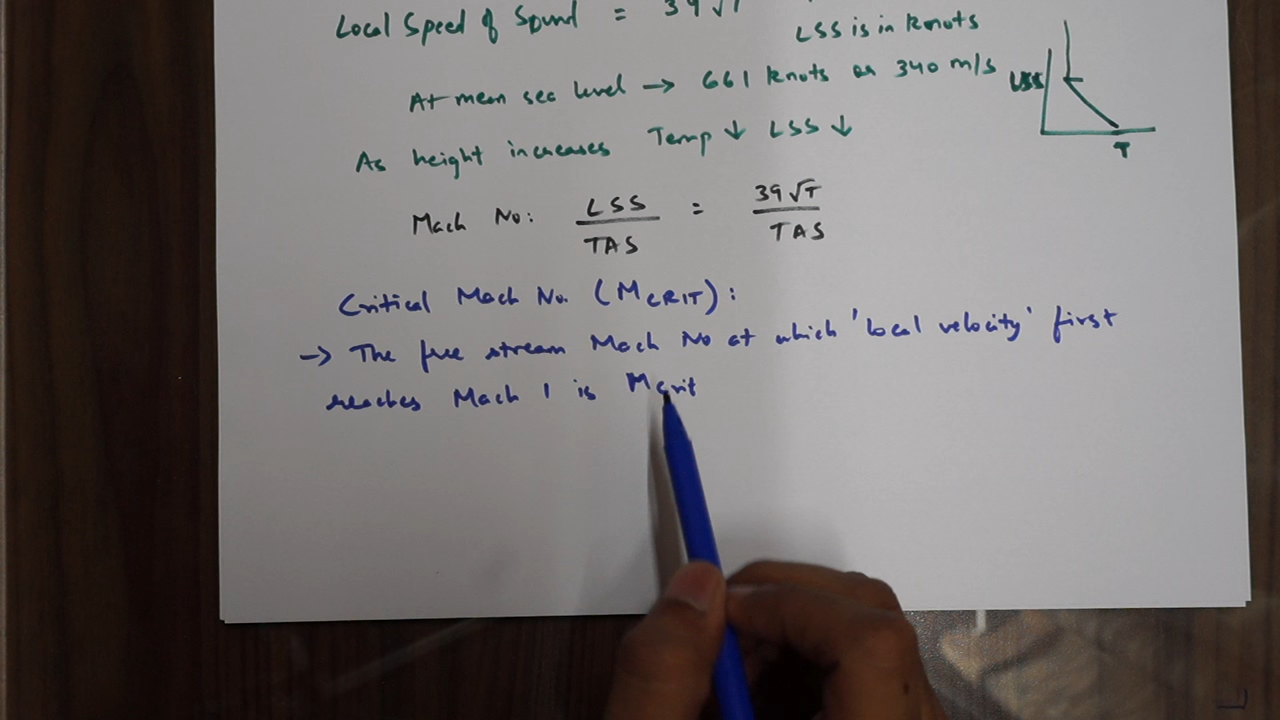 Local Speed of Sound = 39√T
LSS is in knots
At mean sea level → 661 knots or 340 m/s
LSS
T
As height increases Temp ↓ LSS ↓
Mach No: LSS / TAS = 39√T / TAS
Critical Mach No. (MCRIT):
→ The free stream Mach No at which 'local velocity' first
reaches Mach 1 is Mcrit